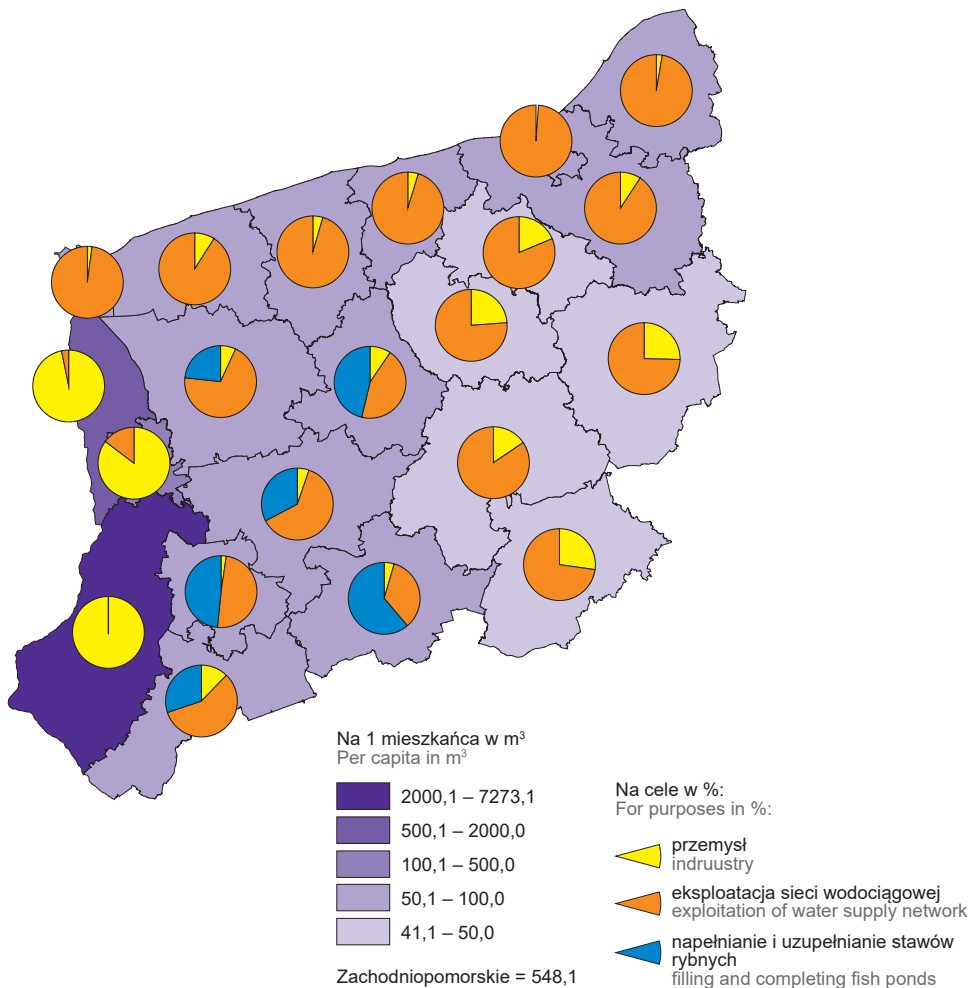 Na 1 mieszkańca w m³
Per capita in m³
2000,1 – 7273,1
500,1 – 2000,0
100,1 – 500,0
50,1 – 100,0
41,1 – 50,0
Zachodniopomorskie = 548,1
Na cele w %:
For purposes in %:
przemysł
indruustry
eksploatacja sieci wodociągowej
exploitation of water supply network
napełnianie i uzupełnianie stawów
rybnych
filling and completing fish ponds